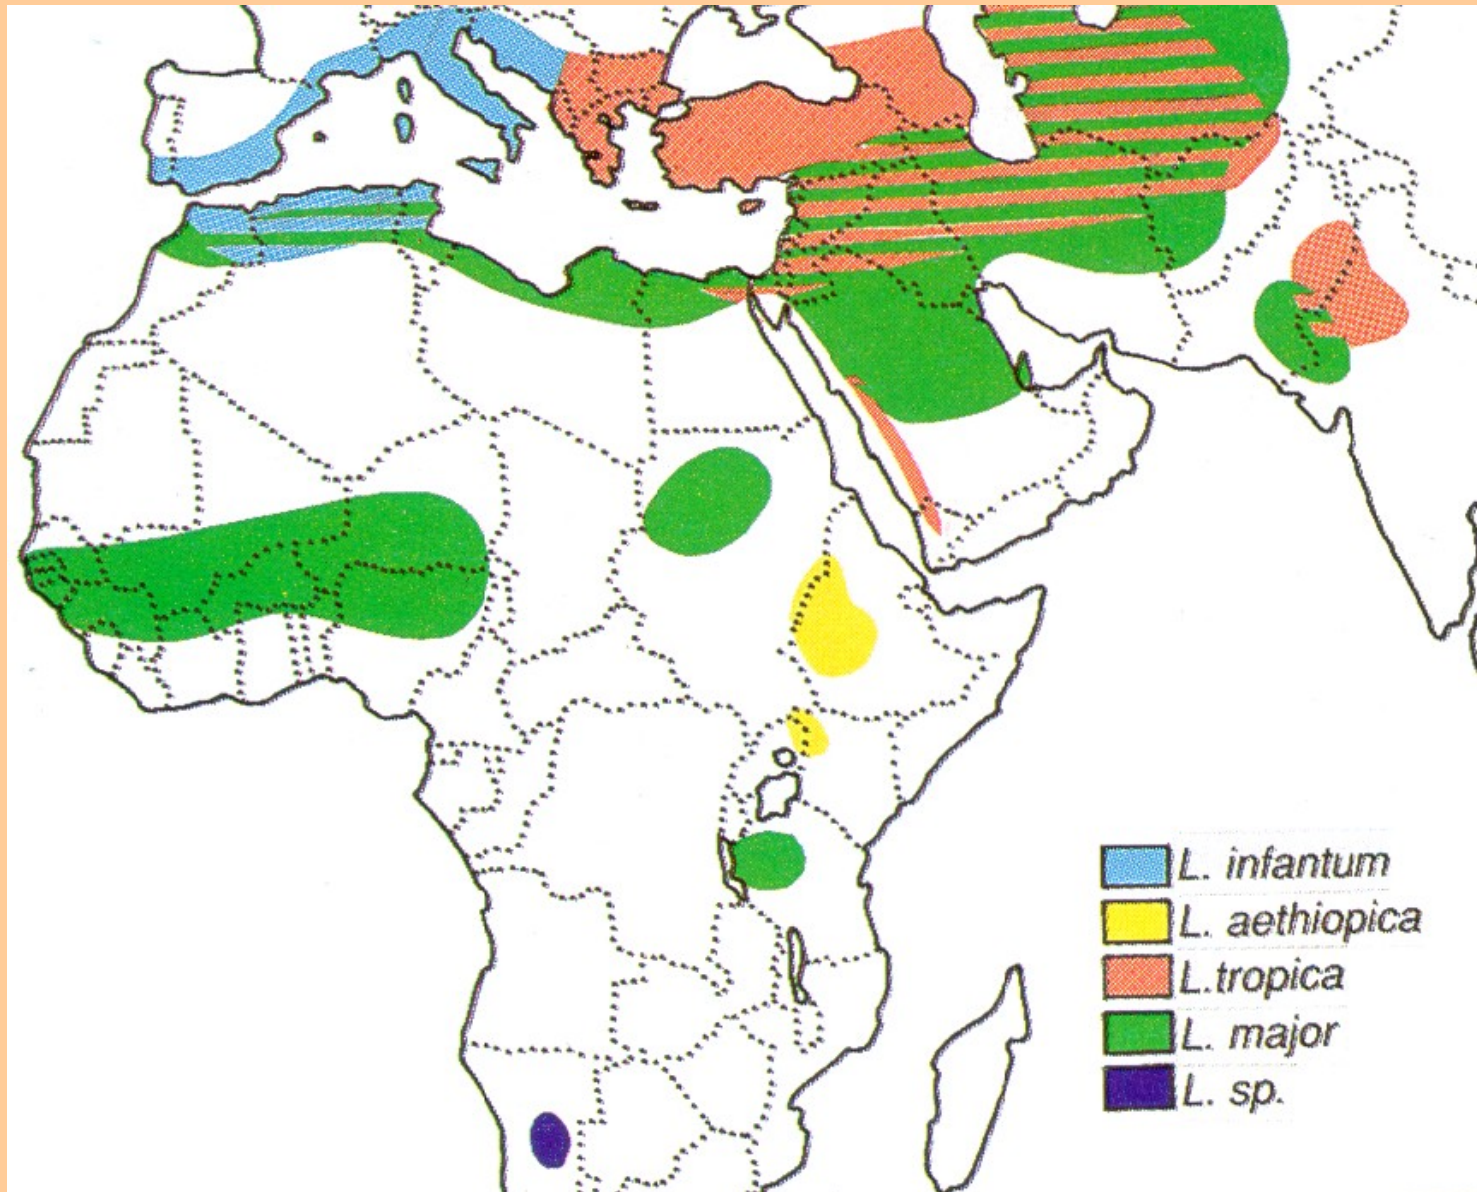 L. infantum
L. aethiopica
L.tropica
L. major
L. sp.